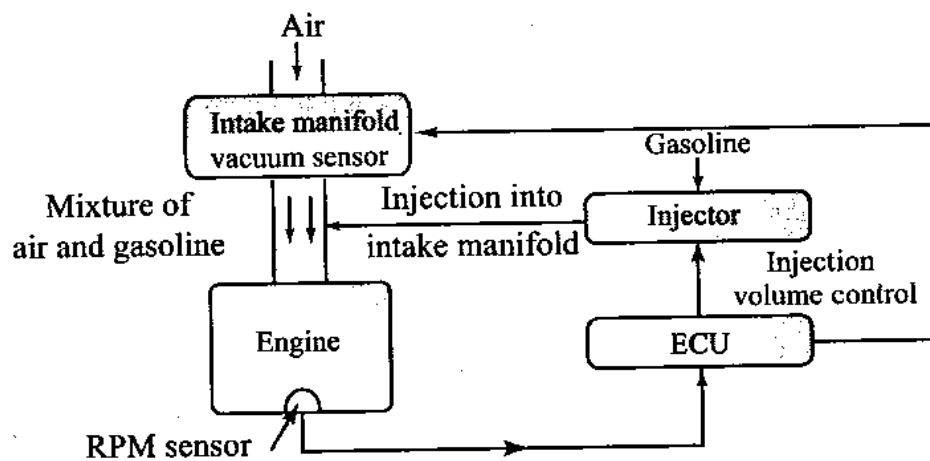 Air
Intake manifold
vacuum sensor
Gasoline
Mixture of
air and gasoline
Injection into
intake manifold
Injector
Injection
volume control
Engine
ECU
RPM sensor